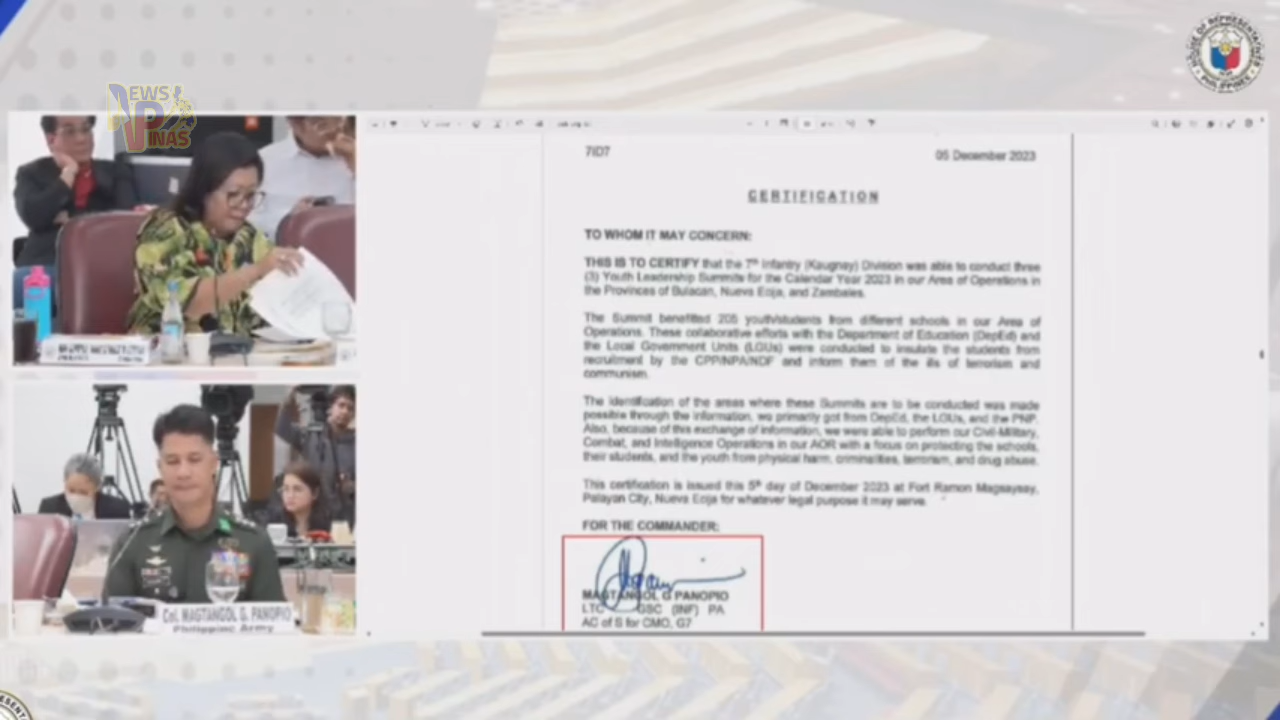 HOUSE OF REPRESENTATIVES
PHILIPPINES
NEWS
PINAS
7ID7
05 December 2023
CERTIFICATION
TO WHOM IT MAY CONCERN:
THIS IS TO CERTIFY that the 7th Infantry (Kaugnay) Division was able to conduct three
(3) Youth Leadership Summits for the Calendar Year 2023 in our Area of Operations in
the Provinces of Bulacan, Nueva Ecija, and Zambales.
The Summit benefitted 205 youth/students from different schools in our Area of
Operations. These collaborative efforts with the Department of Education (DepEd) and
the Local Government Units (LGUs) were conducted to insulate the students from
recruitment by the CPP/NPA/NDF and inform them of the ills of terrorism and
communism.
The identification of the areas where these Summits are to be conducted was made
possible through the information, we primarily got from DepEd, the LGUs, and the PNP.
Also, because of this exchange of information, we were able to perform our Civil-Military,
Combat, and Intelligence Operations in our AOR with a focus on protecting the schools,
their students, and the youth from physical harm, criminalities, terrorism, and drug abuse.
This certification is issued this 5th day of December 2023 at Fort Ramon Magsaysay,
Palayan City, Nueva Ecija for whatever legal purpose it may serve.
FOR THE COMMANDER:
MAGTANGOL G PANOPIO
LTC GSC (INF) PA
AC of S for CMO, G7
Col. MAGTANGOL G. PANOPIO
Philippine Army